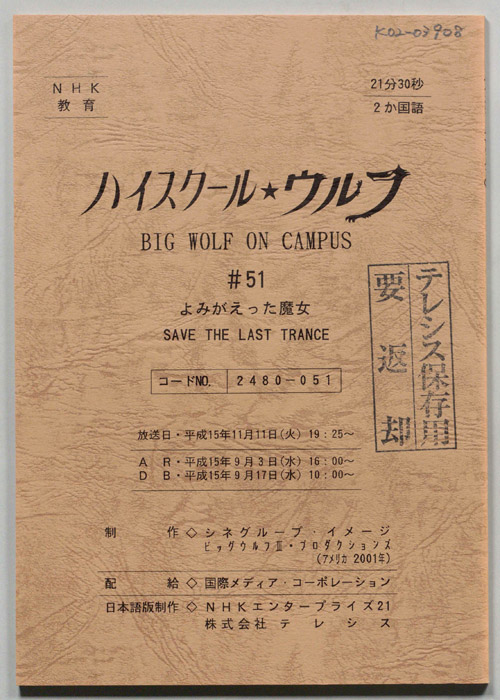 K02-03908
NHK
教育
21分30秒
2か国語
ハイスクール★ウルフ
BIG WOLF ON CAMPUS
#51
よみがえった魔女
SAVE THE LAST TRANCE
コードNO. 2480-051
テレシス保存用
要返却
放送日・平成15年11月11日(火) 19:25〜
AR・平成15年9月3日(水) 16:00〜
DB・平成15年9月17日(水) 10:00〜
制作◇シネグループ・イメージ
ビッグウルフⅢ・プロダクションズ
(アメリカ 2001年)
配給◇国際メディア・コーポレーション
日本語版制作◇NHKエンタープライズ21
株式会社テレシス